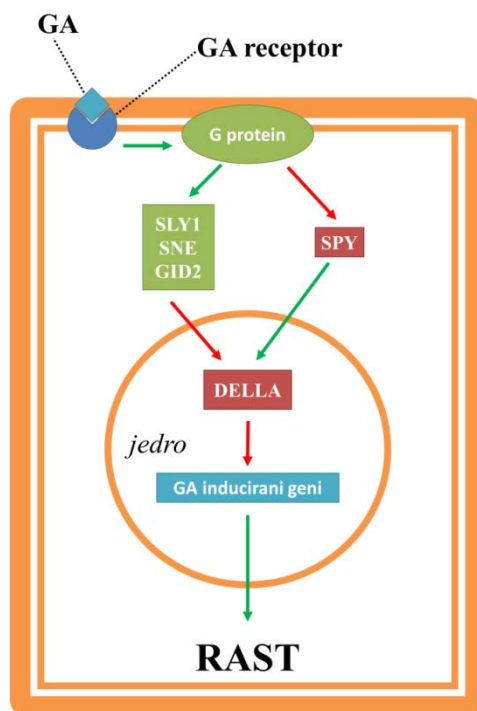 GA
GA receptor
G protein
SLY1
SNE
GID2
SPY
DELLA
jedro
GA inducirani geni
RAST